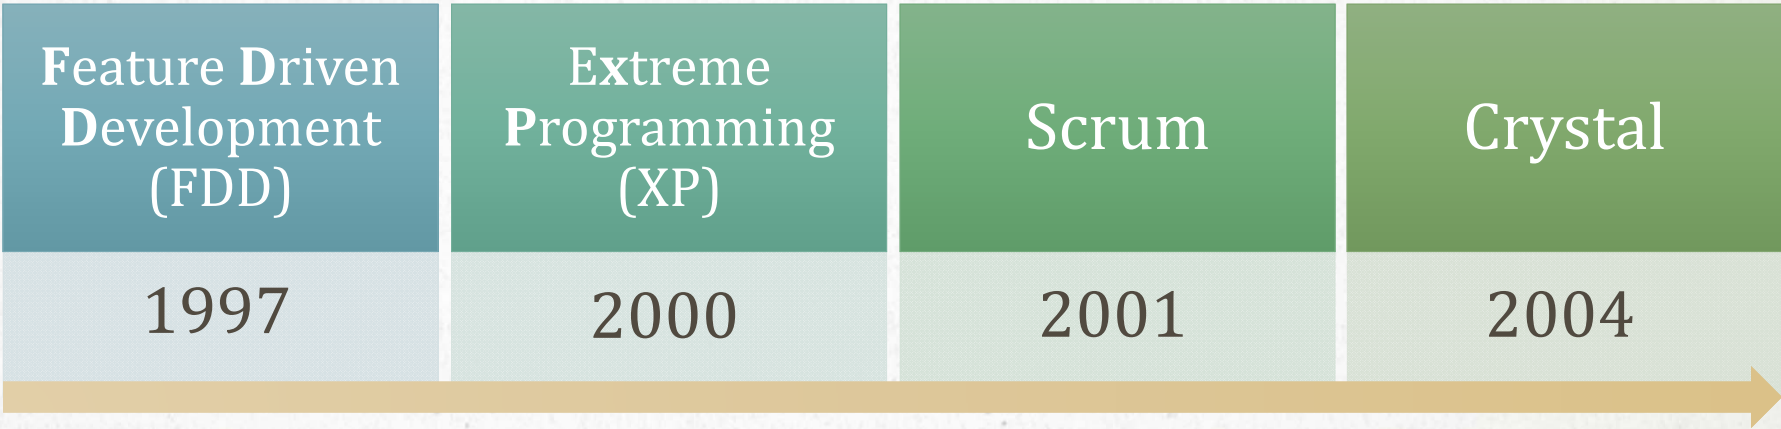 Feature Driven
Development
(FDD)
1997
Extreme
Programming
(XP)
2000
Scrum
2001
Crystal
2004